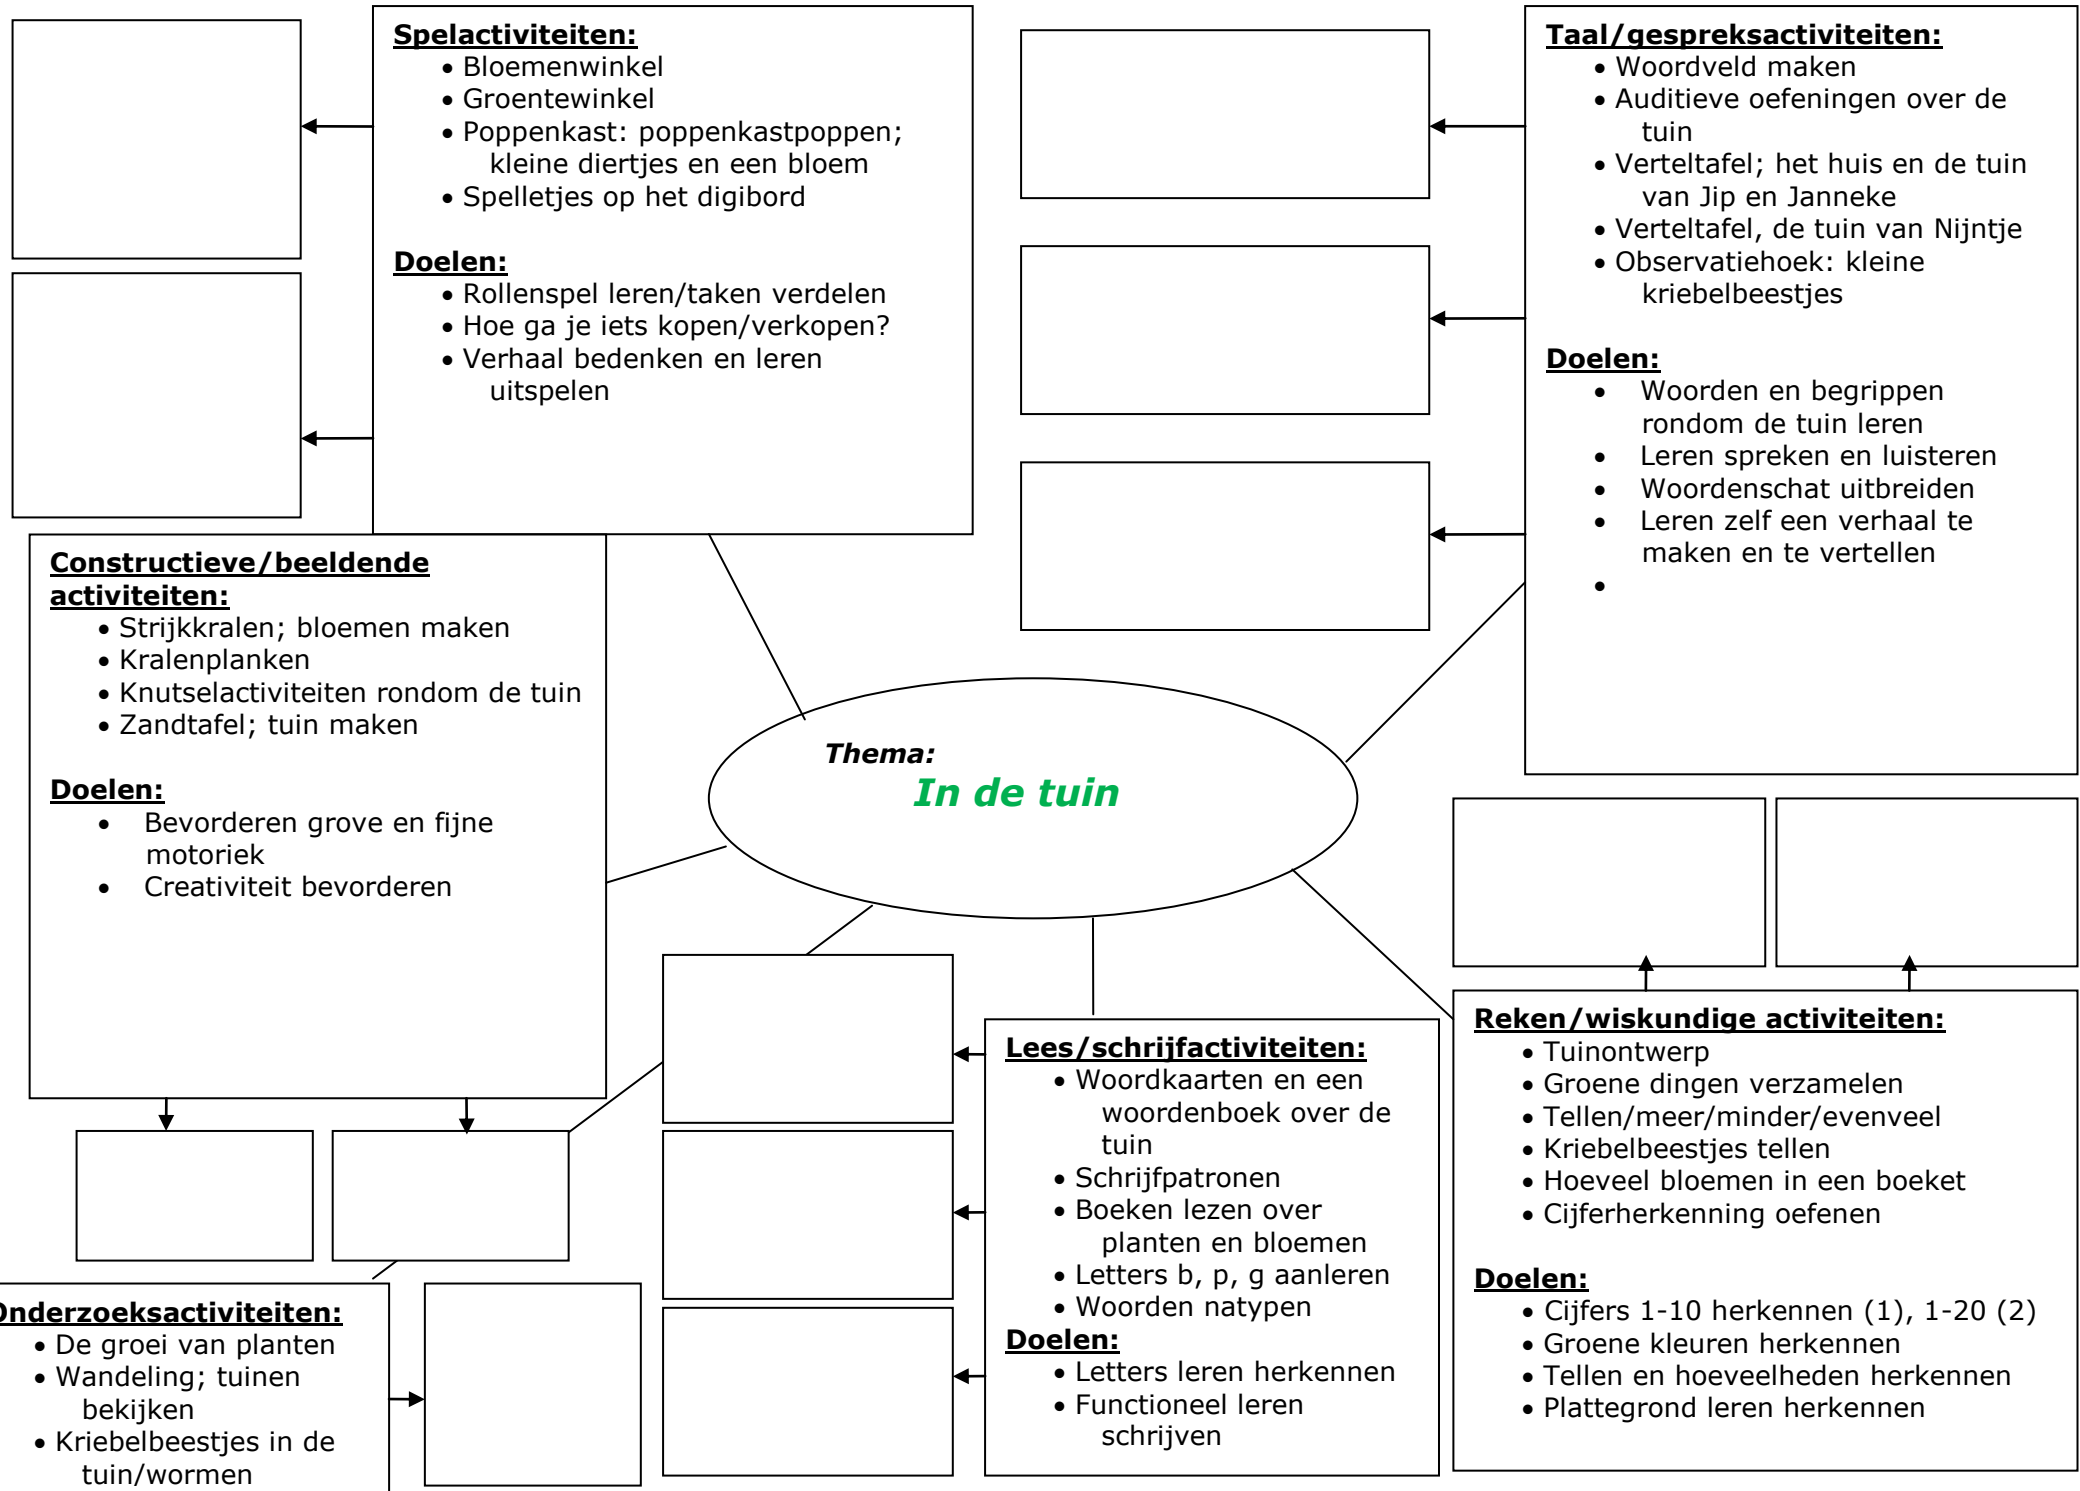 Spelactiviteiten:
• Bloemenwinkel
• Groentewinkel
• Poppenkast: poppenkastpoppen;
kleine diertjes en een bloem
• Spelletjes op het digibord
Doelen:
• Rollenspel leren/taken verdelen
• Hoe ga je iets kopen/verkopen?
• Verhaal bedenken en leren
uitspelen
Taal/gespreksactiviteiten:
• Woordveld maken
• Auditieve oefeningen over de
tuin
• Verteltafel; het huis en de tuin
van Jip en Janneke
• Verteltafel, de tuin van Nijntje
• Observatiehoek: kleine
kriebelbeestjes
Doelen:
• Woorden en begrippen
rondom de tuin leren
• Leren spreken en luisteren
• Woordenschat uitbreiden
• Leren zelf een verhaal te
maken en te vertellen
•
Constructieve/beeldende
activiteiten:
• Strijkkralen; bloemen maken
• Kralenplanken
• Knutselactiviteiten rondom de tuin
• Zandtafel; tuin maken
Doelen:
• Bevorderen grove en fijne
motoriek
• Creativiteit bevorderen
Thema:
In de tuin
Lees/schrijfactiviteiten:
• Woordkaarten en een
woordenboek over de
tuin
• Schrijfpatronen
• Boeken lezen over
planten en bloemen
• Letters b, p, g aanleren
• Woorden natypen
Doelen:
• Letters leren herkennen
• Functioneel leren
schrijven
Reken/wiskundige activiteiten:
• Tuinontwerp
• Groene dingen verzamelen
• Tellen/meer/minder/evenveel
• Kriebelbeestjes tellen
• Hoeveel bloemen in een boeket
• Cijferherkenning oefenen
Doelen:
• Cijfers 1-10 herkennen (1), 1-20 (2)
• Groene kleuren herkennen
• Tellen en hoeveelheden herkennen
• Plattegrond leren herkennen
Onderzoeksactiviteiten:
• De groei van planten
• Wandeling; tuinen
bekijken
• Kriebelbeestjes in de
tuin/wormen